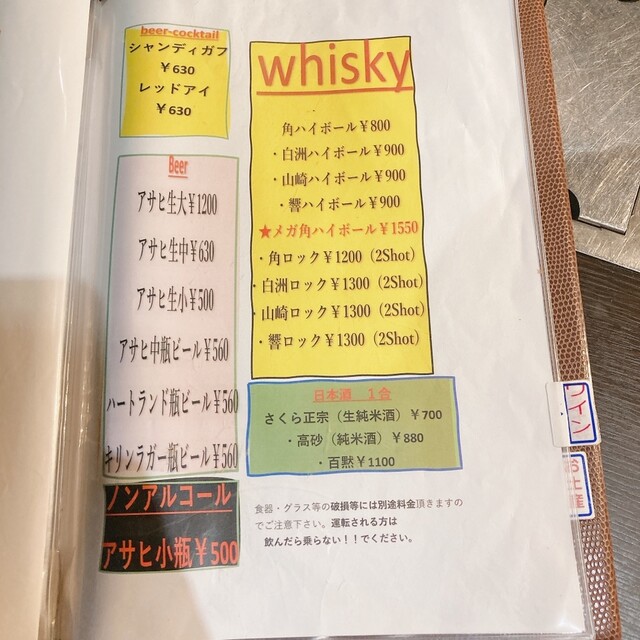 beer-cocktail
シャンディガフ
￥630
レッドアイ
￥630
Beer
アサヒ生大￥1200
アサヒ生中￥630
アサヒ生小￥500
アサヒ中瓶ビール￥560
ハートランド瓶ビール￥560
キリンラガー瓶ビール￥560
ノンアルコール
アサヒ小瓶￥500
whisky
角ハイボール￥800
・白洲ハイボール￥900
・山崎ハイボール￥900
・響ハイボール￥900
★メガ角ハイボール￥1550
・角ロック￥1200（2Shot）
・白洲ロック￥1300（2Shot）
・山崎ロック￥1300（2Shot）
・響ロック￥1300（2Shot）
日本酒　１合
さくら正宗（生純米酒）￥700
・高砂（純米酒）￥880
・百黙￥1100
食器・グラス等の破損等には別途料金頂きますの
でご注意下さい。運転される方は
飲んだら乗らない！！でください。
ワイン
お土産